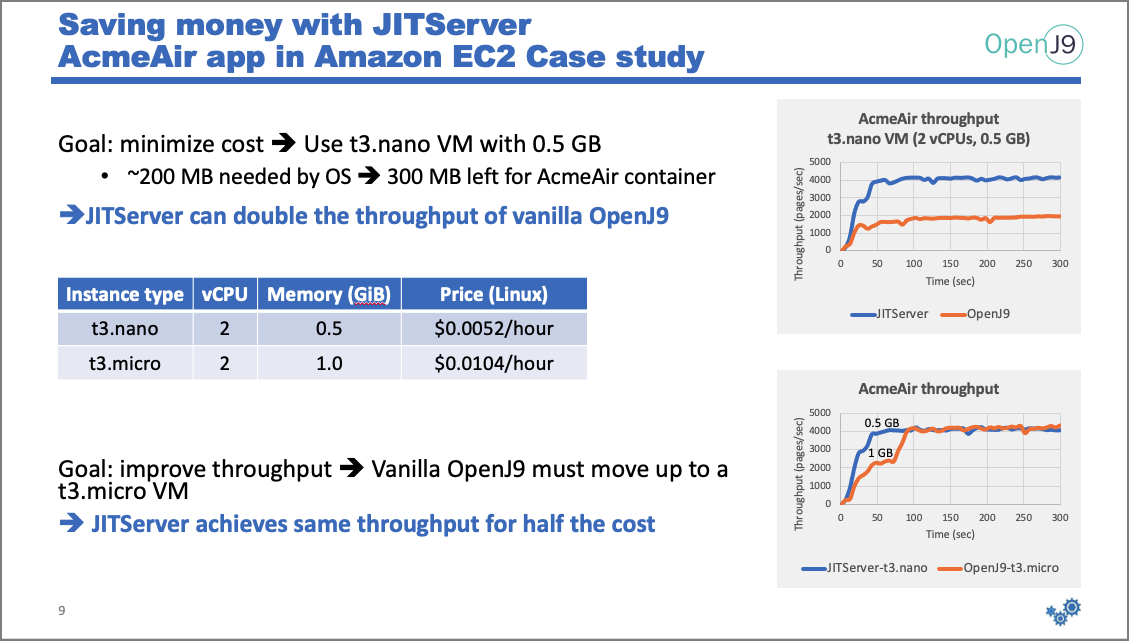 Saving money with JITServer
AcmeAir app in Amazon EC2 Case study
OpenJ9
Goal: minimize cost ➔ Use t3.nano VM with 0.5 GB
• ~200 MB needed by OS ➔ 300 MB left for AcmeAir container
➔JITServer can double the throughput of vanilla OpenJ9
Instance type vCPU Memory (GiB) Price (Linux)
t3.nano 2 0.5 $0.0052/hour
t3.micro 2 1.0 $0.0104/hour
Goal: improve throughput ➔ Vanilla OpenJ9 must move up to a
t3.micro VM
➔ JITServer achieves same throughput for half the cost
AcmeAir throughput
t3.nano VM (2 vCPUs, 0.5 GB)
Throughput (pages/sec)
5000
4000
3000
2000
1000
0
0 50 100 150 200 250 300
Time (sec)
JITServer OpenJ9
AcmeAir throughput
Throughput (pages/sec)
5000
4000
3000
2000
1000
0
0.5 GB
1 GB
0 50 100 150 200 250 300
Time (sec)
JITServer-t3.nano OpenJ9-t3.micro
9